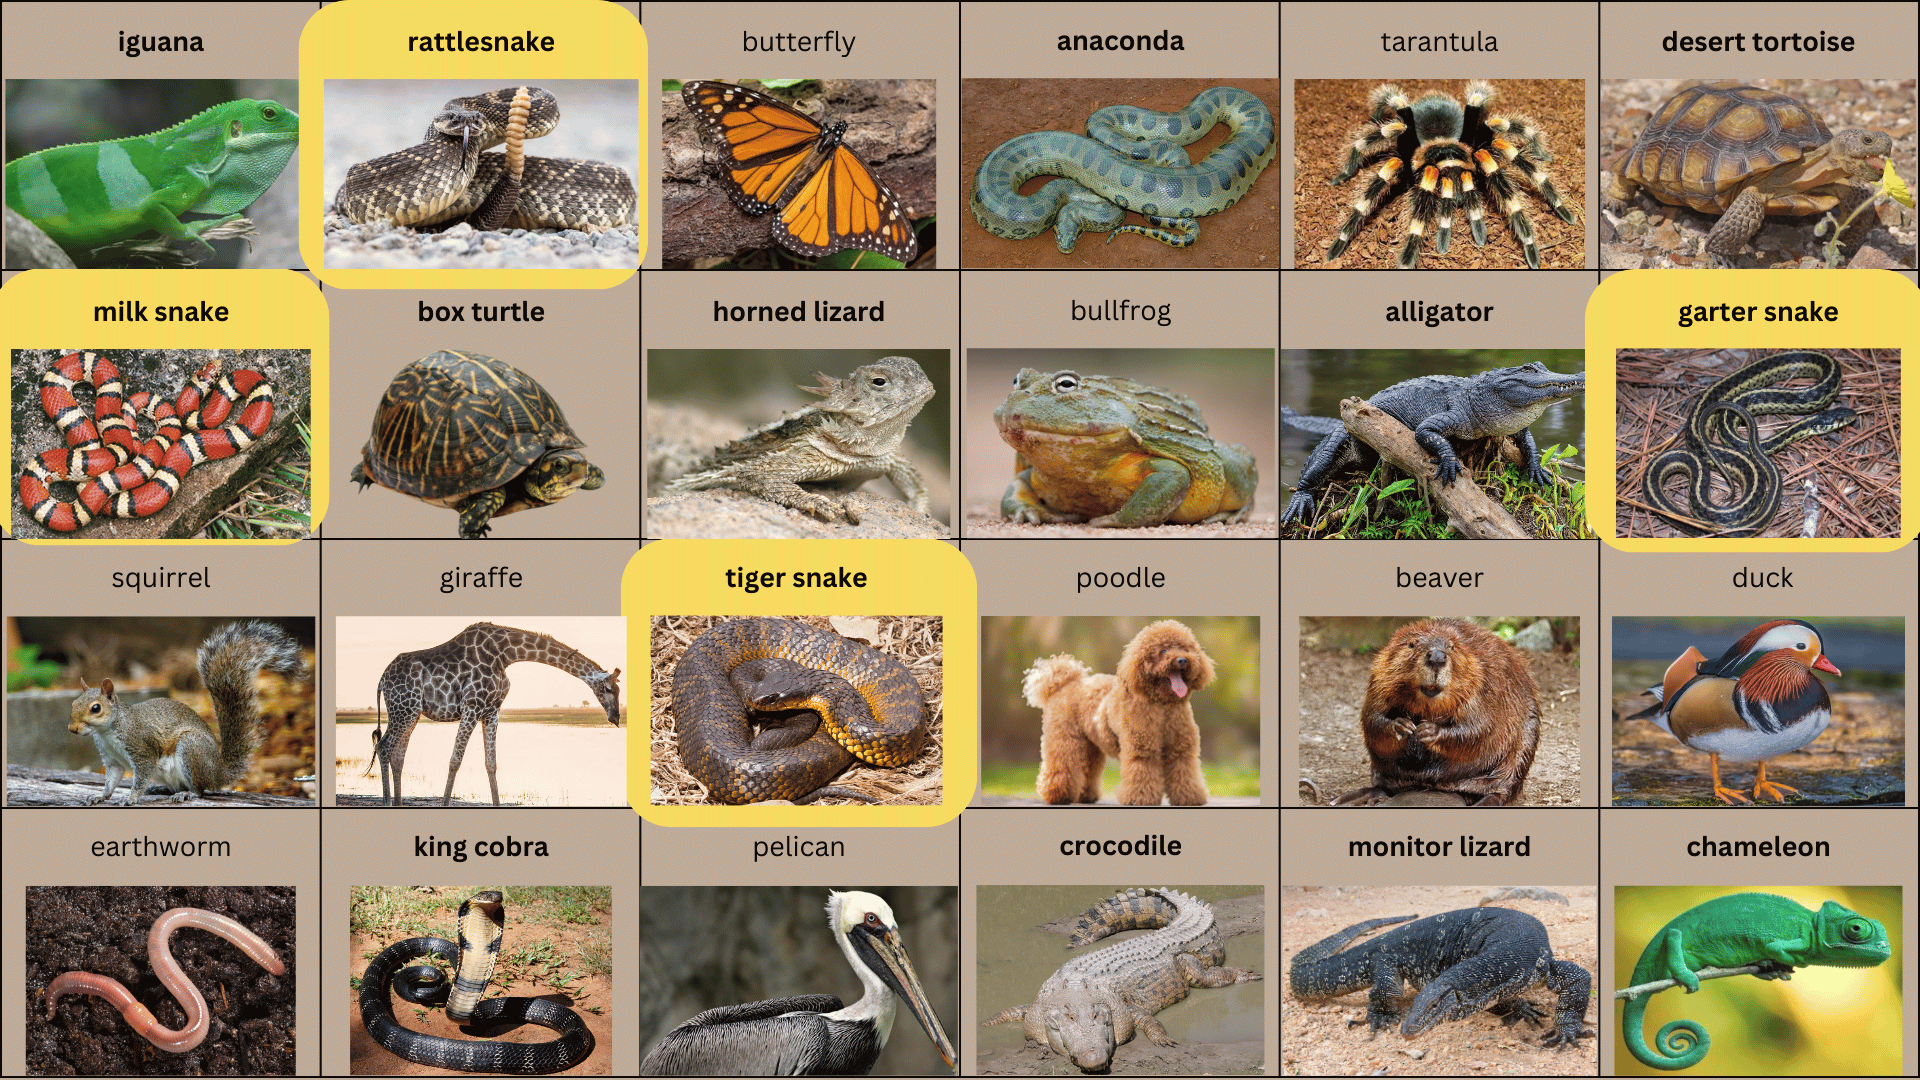 iguana
rattlesnake
butterfly
anaconda
tarantula
desert tortoise
milk snake
box turtle
horned lizard
bullfrog
alligator
garter snake
squirrel
giraffe
tiger snake
poodle
beaver
duck
earthworm
king cobra
pelican
crocodile
monitor lizard
chameleon